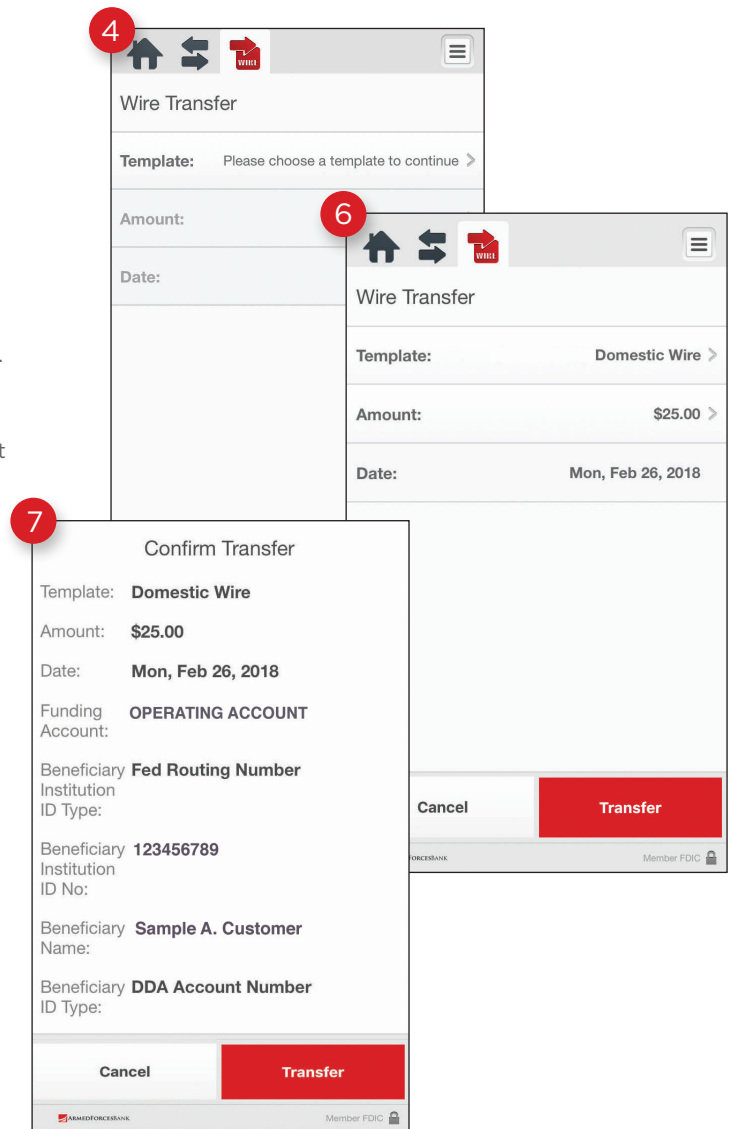 4
WIRE
Wire Transfer
Template: Please choose a template to continue
Amount:
Date:
6
WIRE
Wire Transfer
Template: Domestic Wire
Amount: $25.00
Date: Mon, Feb 26, 2018
Cancel Transfer
FORCESBANK Member FDIC
7
Confirm Transfer
Template: Domestic Wire
Amount: $25.00
Date: Mon, Feb 26, 2018
Funding OPERATING ACCOUNT
Account:
Beneficiary Fed Routing Number
Institution
ID Type:
Beneficiary 123456789
Institution
ID No:
Beneficiary Sample A. Customer
Name:
Beneficiary DDA Account Number
ID Type:
Cancel Transfer
ARMEDFORCESBANK Member FDIC